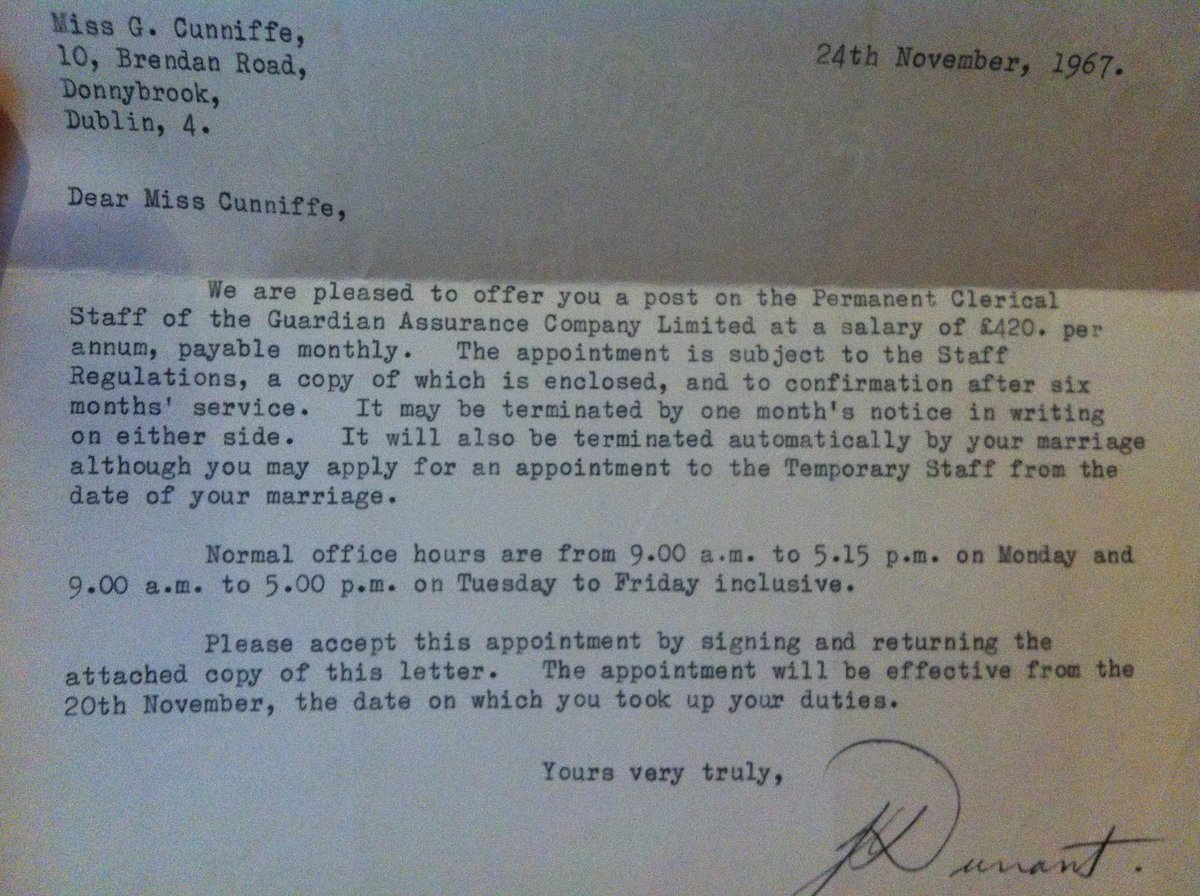 Miss G. Cunniffe,
10, Brendan Road,
Donnybrook,
Dublin, 4.
24th November, 1967.
Dear Miss Cunniffe,
We are pleased to offer you a post on the Permanent Clerical
Staff of the Guardian Assurance Company Limited at a salary of £420. per
annum, payable monthly. The appointment is subject to the Staff
Regulations, a copy of which is enclosed, and to confirmation after six
months' service. It may be terminated by one month's notice in writing
on either side. It will also be terminated automatically by your marriage
although you may apply for an appointment to the Temporary Staff from the
date of your marriage.
Normal office hours are from 9.00 a.m. to 5.15 p.m. on Monday and
9.00 a.m. to 5.00 p.m. on Tuesday to Friday inclusive.
Please accept this appointment by signing and returning the
attached copy of this letter. The appointment will be effective from the
20th November, the date on which you took up your duties.
Yours very truly,